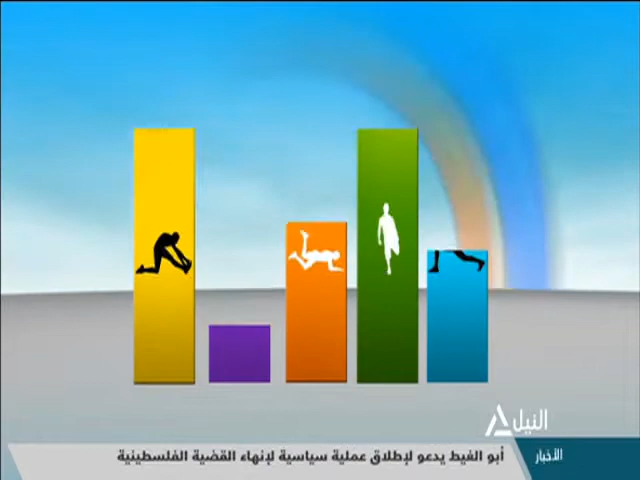 النيل
الأخبار
أبو الغيط يدعو لإطلاق عملية سياسية لإنهاء القضية الفلسطينية